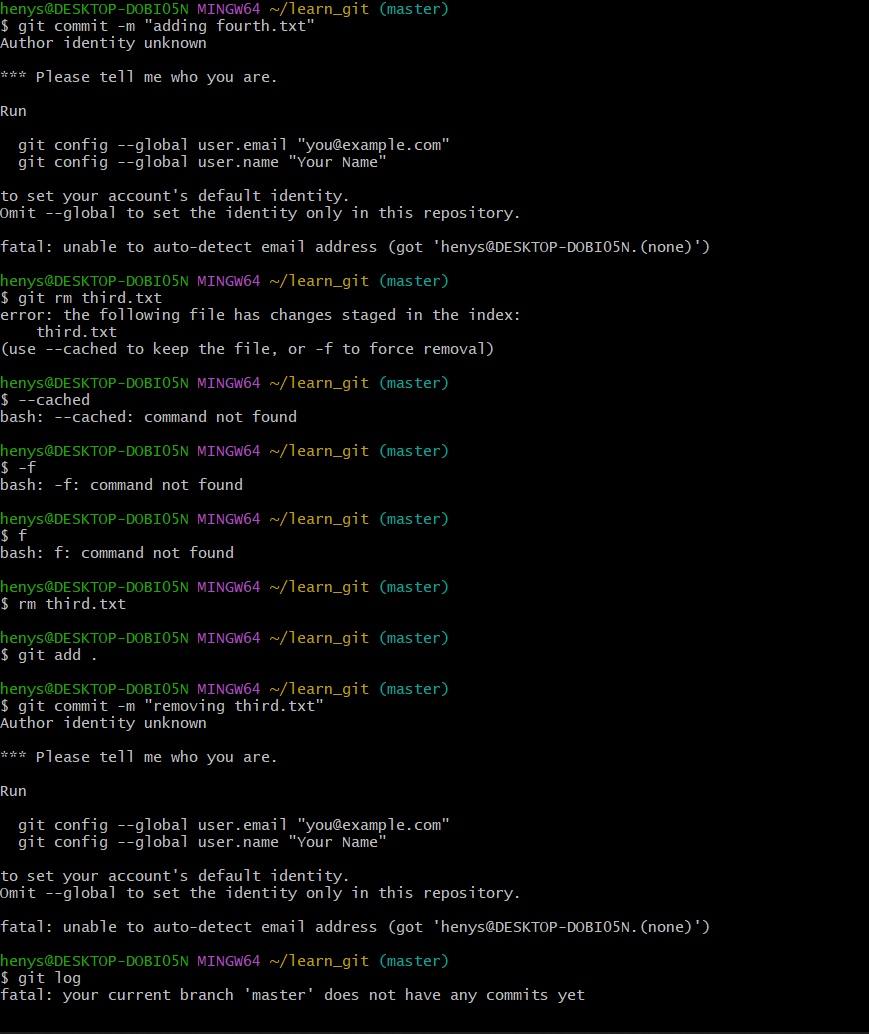 henys@DESKTOP-DOBI05N MINGW64 ~/learn_git (master)
$ git commit -m "adding fourth.txt"
Author identity unknown
*** Please tell me who you are.
Run
  git config --global user.email "you@example.com"
  git config --global user.name "Your Name"
to set your account's default identity.
Omit --global to set the identity only in this repository.
fatal: unable to auto-detect email address (got 'henys@DESKTOP-DOBI05N.(none)')
henys@DESKTOP-DOBI05N MINGW64 ~/learn_git (master)
$ git rm third.txt
error: the following file has changes staged in the index:
    third.txt
(use --cached to keep the file, or -f to force removal)
henys@DESKTOP-DOBI05N MINGW64 ~/learn_git (master)
$ --cached
bash: --cached: command not found
henys@DESKTOP-DOBI05N MINGW64 ~/learn_git (master)
$ -f
bash: -f: command not found
henys@DESKTOP-DOBI05N MINGW64 ~/learn_git (master)
$ f
bash: f: command not found
henys@DESKTOP-DOBI05N MINGW64 ~/learn_git (master)
$ rm third.txt
henys@DESKTOP-DOBI05N MINGW64 ~/learn_git (master)
$ git add .
henys@DESKTOP-DOBI05N MINGW64 ~/learn_git (master)
$ git commit -m "removing third.txt"
Author identity unknown
*** Please tell me who you are.
Run
  git config --global user.email "you@example.com"
  git config --global user.name "Your Name"
to set your account's default identity.
Omit --global to set the identity only in this repository.
fatal: unable to auto-detect email address (got 'henys@DESKTOP-DOBI05N.(none)')
henys@DESKTOP-DOBI05N MINGW64 ~/learn_git (master)
$ git log
fatal: your current branch 'master' does not have any commits yet